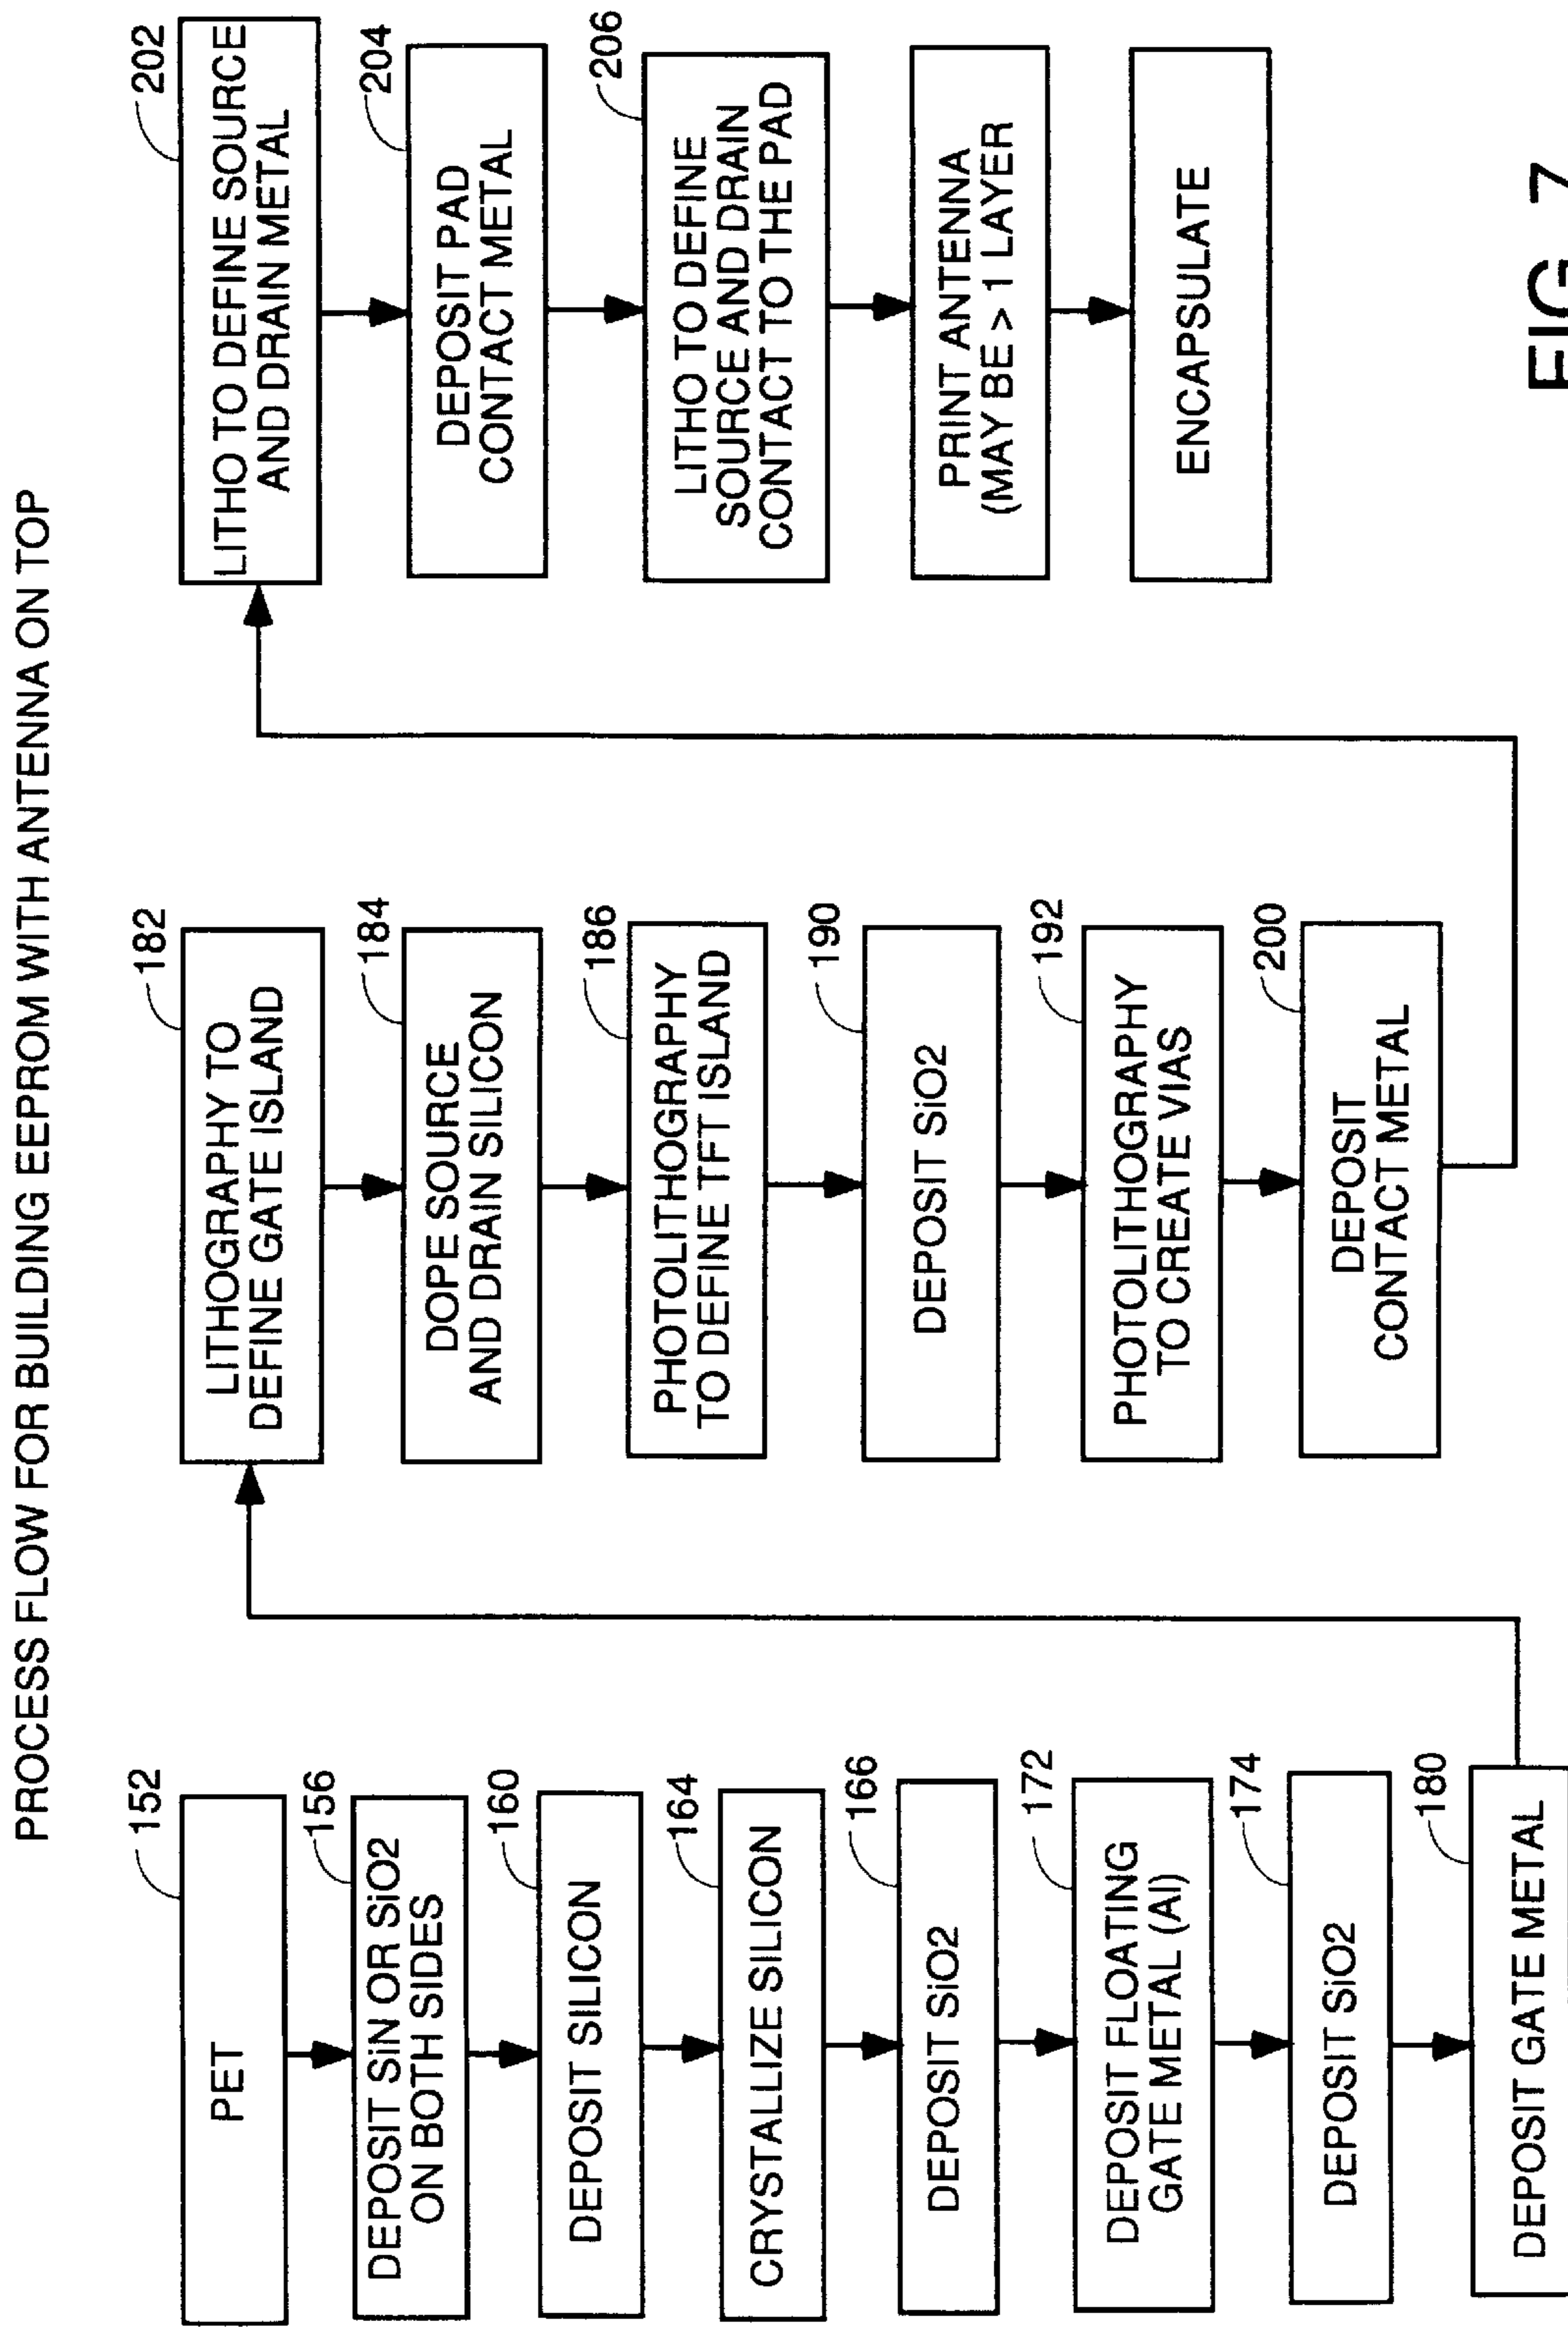 PROCESS FLOW FOR BUILDING EEPROM WITH ANTENNA ON TOP
152
PET
156
DEPOSIT SiN OR SiO2
ON BOTH SIDES
160
DEPOSIT SILICON
164
CRYSTALLIZE SILICON
166
DEPOSIT SiO2
172
DEPOSIT FLOATING
GATE METAL (Al)
174
DEPOSIT SiO2
180
DEPOSIT GATE METAL
182
LITHOGRAPHY TO
DEFINE GATE ISLAND
184
DOPE SOURCE
AND DRAIN SILICON
186
PHOTOLITHOGRAPHY
TO DEFINE TFT ISLAND
190
DEPOSIT SiO2
192
PHOTOLITHOGRAPHY
TO CREATE VIAS
200
DEPOSIT
CONTACT METAL
202
LITHO TO DEFINE SOURCE
AND DRAIN METAL
204
DEPOSIT PAD
CONTACT METAL
206
LITHO TO DEFINE
SOURCE AND DRAIN
CONTACT TO THE PAD
PRINT ANTENNA
(MAY BE > 1 LAYER
ENCAPSULATE
FIG_7